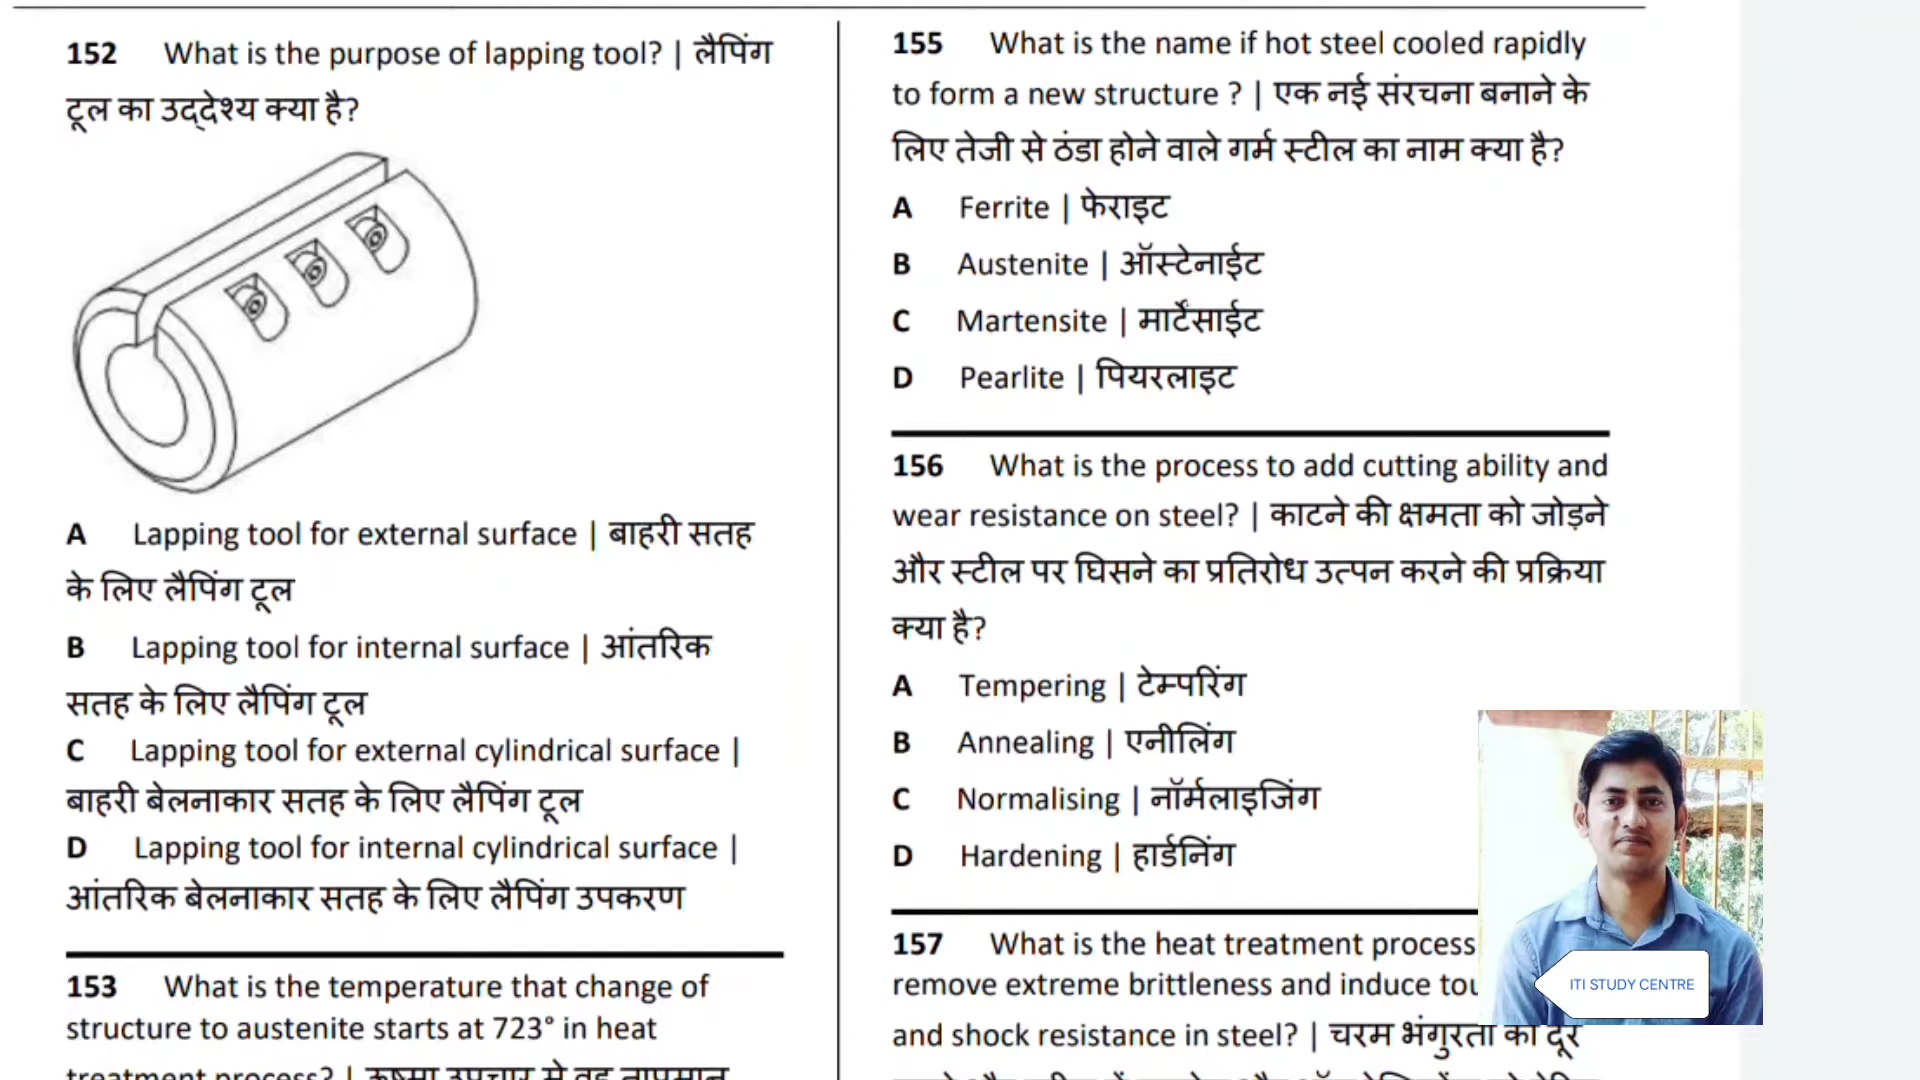 152 What is the purpose of lapping tool? | लैपिंग
टूल का उद्देश्य क्या है?
A Lapping tool for external surface | बाहरी सतह
के लिए लैपिंग टूल
B Lapping tool for internal surface | आंतरिक
सतह के लिए लैपिंग टूल
C Lapping tool for external cylindrical surface |
बाहरी बेलनाकार सतह के लिए लैपिंग टूल
D Lapping tool for internal cylindrical surface |
आंतरिक बेलनाकार सतह के लिए लैपिंग उपकरण
153 What is the temperature that change of
structure to austenite starts at 723° in heat
treatment process? | ऊष्मा उपचार में वह तापमान
155 What is the name if hot steel cooled rapidly
to form a new structure ? | एक नई संरचना बनाने के
लिए तेजी से ठंडा होने वाले गर्म स्टील का नाम क्या है?
A Ferrite | फेराइट
B Austenite | ऑस्टेनाईट
C Martensite | मार्टेंसाईट
D Pearlite | पियरलाइट
156 What is the process to add cutting ability and
wear resistance on steel? | काटने की क्षमता को जोड़ने
और स्टील पर घिसने का प्रतिरोध उत्पन करने की प्रक्रिया
क्या है?
A Tempering | टेम्परिंग
B Annealing | एनीलिंग
C Normalising | नॉर्मलाइजिंग
D Hardening | हार्डनिंग
157 What is the heat treatment process
remove extreme brittleness and induce
and shock resistance in steel? | चरम भंगुरता को दूर
ITI STUDY CENTRE